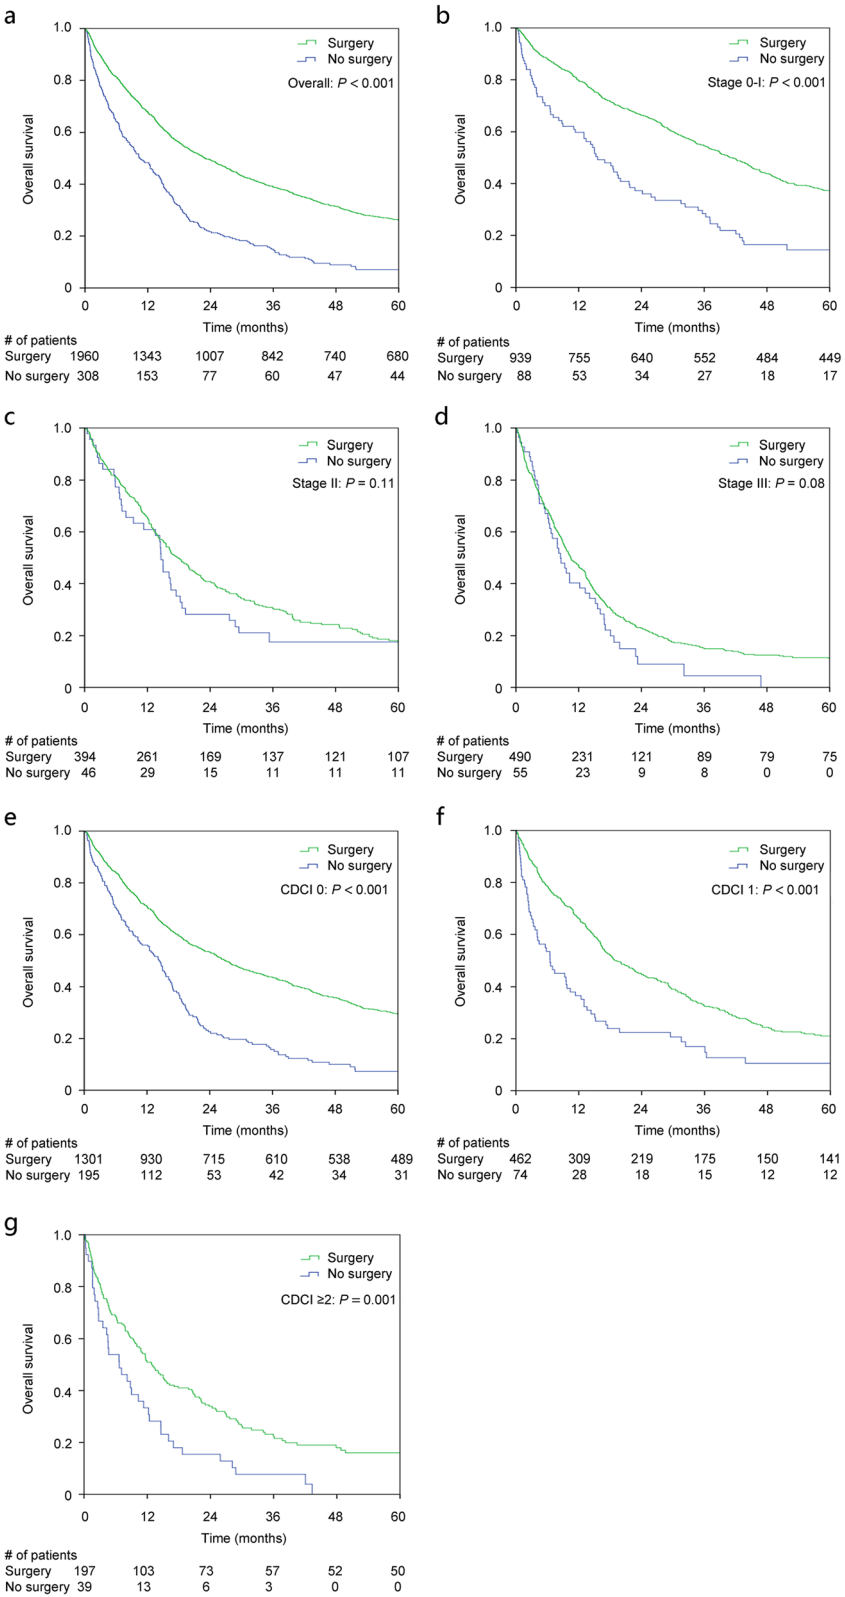 a
1.0
0.8
0.6
0.4
0.2
0
Overall survival
Surgery
No surgery
Overall: P < 0.001
0 12 24 36 48 60
Time (months)
# of patients
Surgery 1960 1343 1007 842 740 680
No surgery 308 153 77 60 47 44
b
1.0
0.8
0.6
0.4
0.2
0
Overall survival
Surgery
No surgery
Stage 0-I: P < 0.001
0 12 24 36 48 60
Time (months)
# of patients
Surgery 939 755 640 552 484 449
No surgery 88 53 34 27 18 17
c
1.0
0.8
0.6
0.4
0.2
0
Overall survival
Surgery
No surgery
Stage II: P = 0.11
0 12 24 36 48 60
Time (months)
# of patients
Surgery 394 261 169 137 121 107
No surgery 46 29 15 11 11 11
d
1.0
0.8
0.6
0.4
0.2
0
Overall survival
Surgery
No surgery
Stage III: P = 0.08
0 12 24 36 48 60
Time (months)
# of patients
Surgery 490 231 121 89 79 75
No surgery 55 23 9 8 0 0
e
1.0
0.8
0.6
0.4
0.2
0
Overall survival
Surgery
No surgery
CDCI 0: P < 0.001
0 12 24 36 48 60
Time (months)
# of patients
Surgery 1301 930 715 610 538 489
No surgery 195 112 53 42 34 31
f
1.0
0.8
0.6
0.4
0.2
0
Overall survival
Surgery
No surgery
CDCI 1: P < 0.001
0 12 24 36 48 60
Time (months)
# of patients
Surgery 462 309 219 175 150 141
No surgery 74 28 18 15 12 12
g
1.0
0.8
0.6
0.4
0.2
0
Overall survival
Surgery
No surgery
CDCI ≥2: P = 0.001
0 12 24 36 48 60
Time (months)
# of patients
Surgery 197 103 73 57 52 50
No surgery 39 13 6 3 0 0